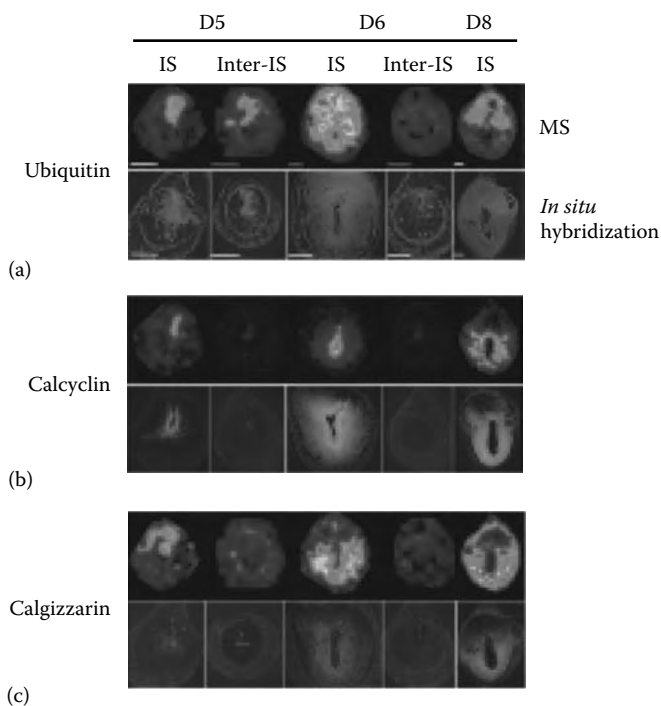 D5 D6 D8
IS Inter-IS IS Inter-IS IS
MS
Ubiquitin
In situ
hybridization
(a)
Calcyclin
(b)
Calgizzarin
(c)